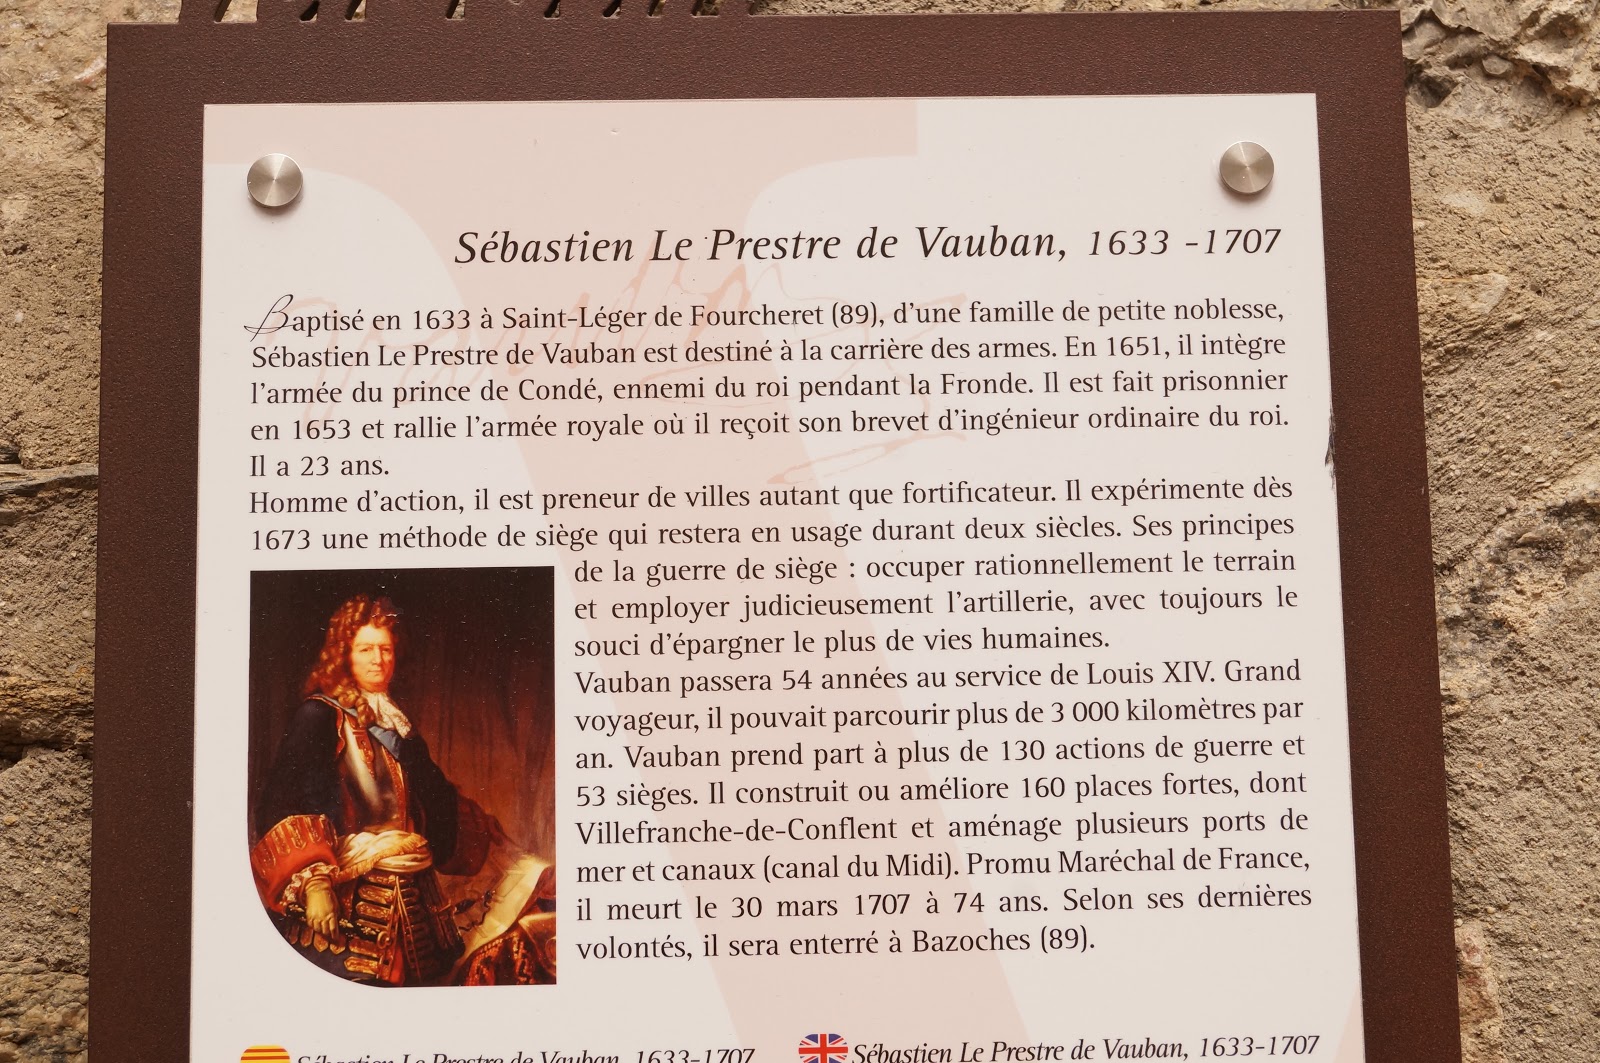 Sébastien Le Prestre de Vauban, 1633 -1707
Baptisé en 1633 à Saint-Léger de Fourcheret (89), d'une famille de petite noblesse,
Sébastien Le Prestre de Vauban est destiné à la carrière des armes. En 1651, il intègre
l'armée du prince de Condé, ennemi du roi pendant la Fronde. Il est fait prisonnier
en 1653 et rallie l'armée royale où il reçoit son brevet d'ingénieur ordinaire du roi.
Il a 23 ans.
Homme d'action, il est preneur de villes autant que fortificateur. Il expérimente dès
1673 une méthode de siège qui restera en usage durant deux siècles. Ses principes
de la guerre de siège : occuper rationnellement le terrain
et employer judicieusement l'artillerie, avec toujours le
souci d'épargner le plus de vies humaines.
Vauban passera 54 années au service de Louis XIV. Grand
voyageur, il pouvait parcourir plus de 3 000 kilomètres par
an. Vauban prend part à plus de 130 actions de guerre et
53 sièges. Il construit ou améliore 160 places fortes, dont
Villefranche-de-Conflent et aménage plusieurs ports de
mer et canaux (canal du Midi). Promu Maréchal de France,
il meurt le 30 mars 1707 à 74 ans. Selon ses dernières
volontés, il sera enterré à Bazoches (89).
Sébastien Le Prestre de Vauban, 1633-1707
Sébastien Le Prestre de Vauban, 1633-1707